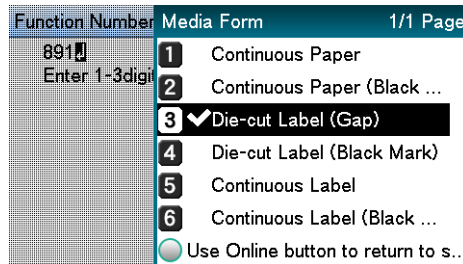 Function Number
891
Enter 1-3digi
Media Form 1/1 Page
1 Continuous Paper
2 Continuous Paper (Black ...
3 Die-cut Label (Gap)
4 Die-cut Label (Black Mark)
5 Continuous Label
6 Continuous Label (Black ...
Use Online button to return to s..